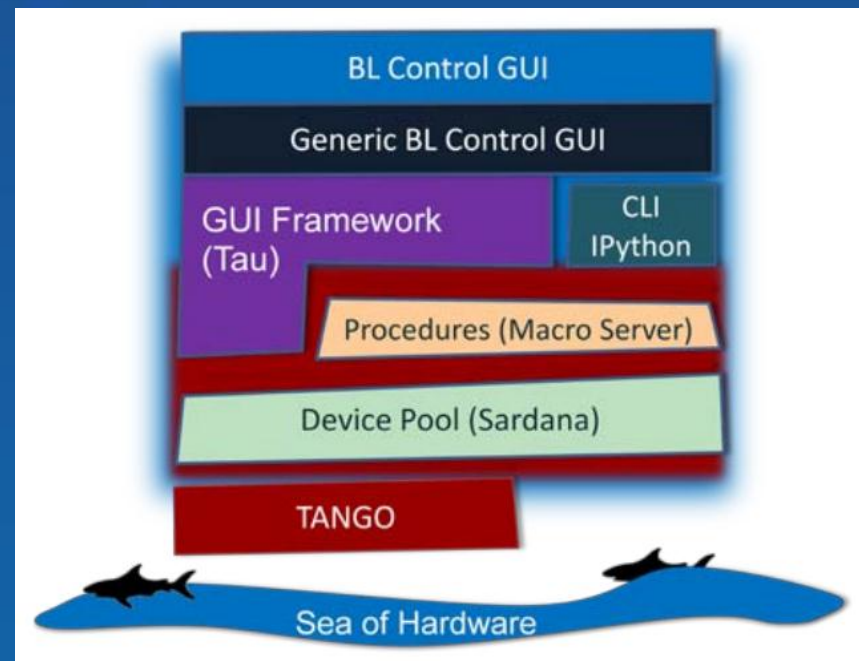 BL Control GUI
Generic BL Control GUI
GUI Framework
(Tau)
CLI
IPython
Procedures (Macro Server)
Device Pool (Sardana)
TANGO
Sea of Hardware